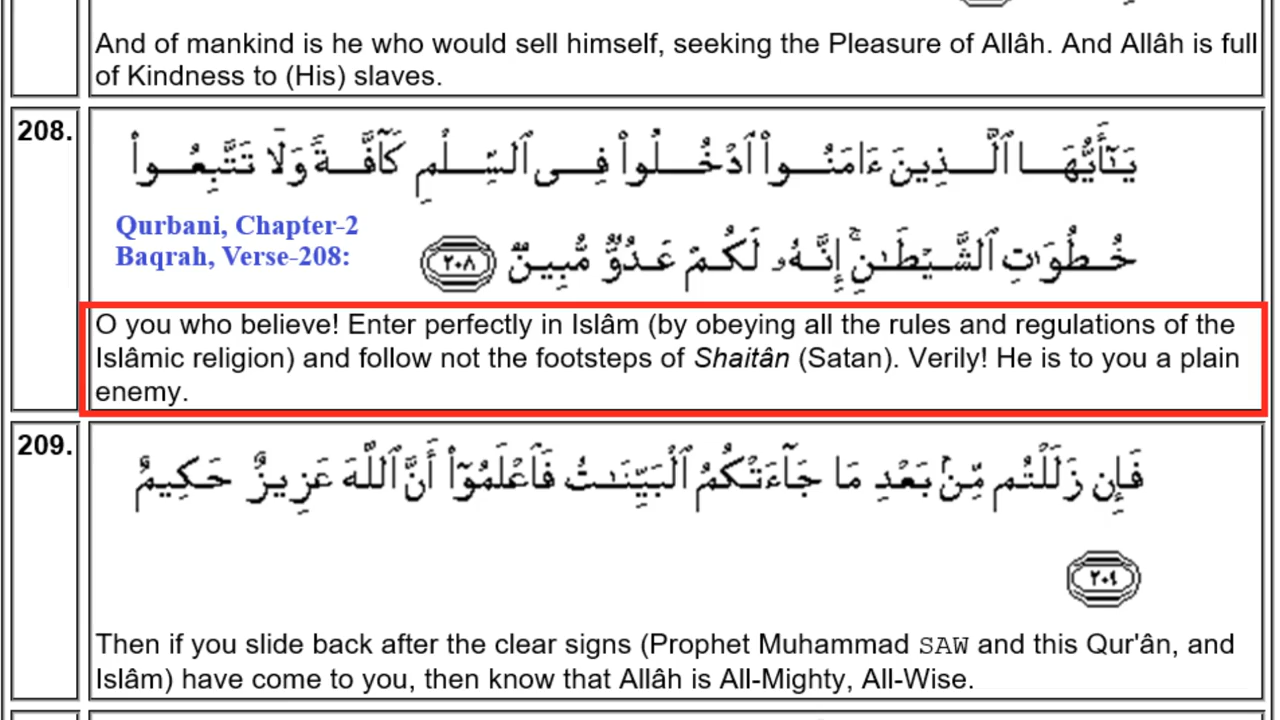 And of mankind is he who would sell himself, seeking the Pleasure of Allâh. And Allâh is full
of Kindness to (His) slaves.
208.
يَـٰٓأَيُّهَا ٱلَّذِينَ ءَامَنُواْ ٱدْخُلُواْ فِى ٱلسِّلْمِ كَآفَّةً وَلَا تَتَّبِعُواْ
خُطُوَٲتِ ٱلشَّيْطَـٰنِۚ إِنَّهُۥ لَكُمْ عَدُوٌّ مُّبِينٌ ٢٠٨
Qurbani, Chapter-2
Baqrah, Verse-208:
O you who believe! Enter perfectly in Islâm (by obeying all the rules and regulations of the
Islâmic religion) and follow not the footsteps of Shaitân (Satan). Verily! He is to you a plain
enemy.
209.
فَإِن زَلَلْتُم مِّنۢ بَعْدِ مَا جَآءَتْكُمُ ٱلْبَيِّنَـٰتُ فَٱعْلَمُوٓاْ أَنَّ ٱللَّهَ عَزِيزٌ حَكِيمٌ
٢٠٩
Then if you slide back after the clear signs (Prophet Muhammad SAW and this Qur'ân, and
Islâm) have come to you, then know that Allâh is All-Mighty, All-Wise.